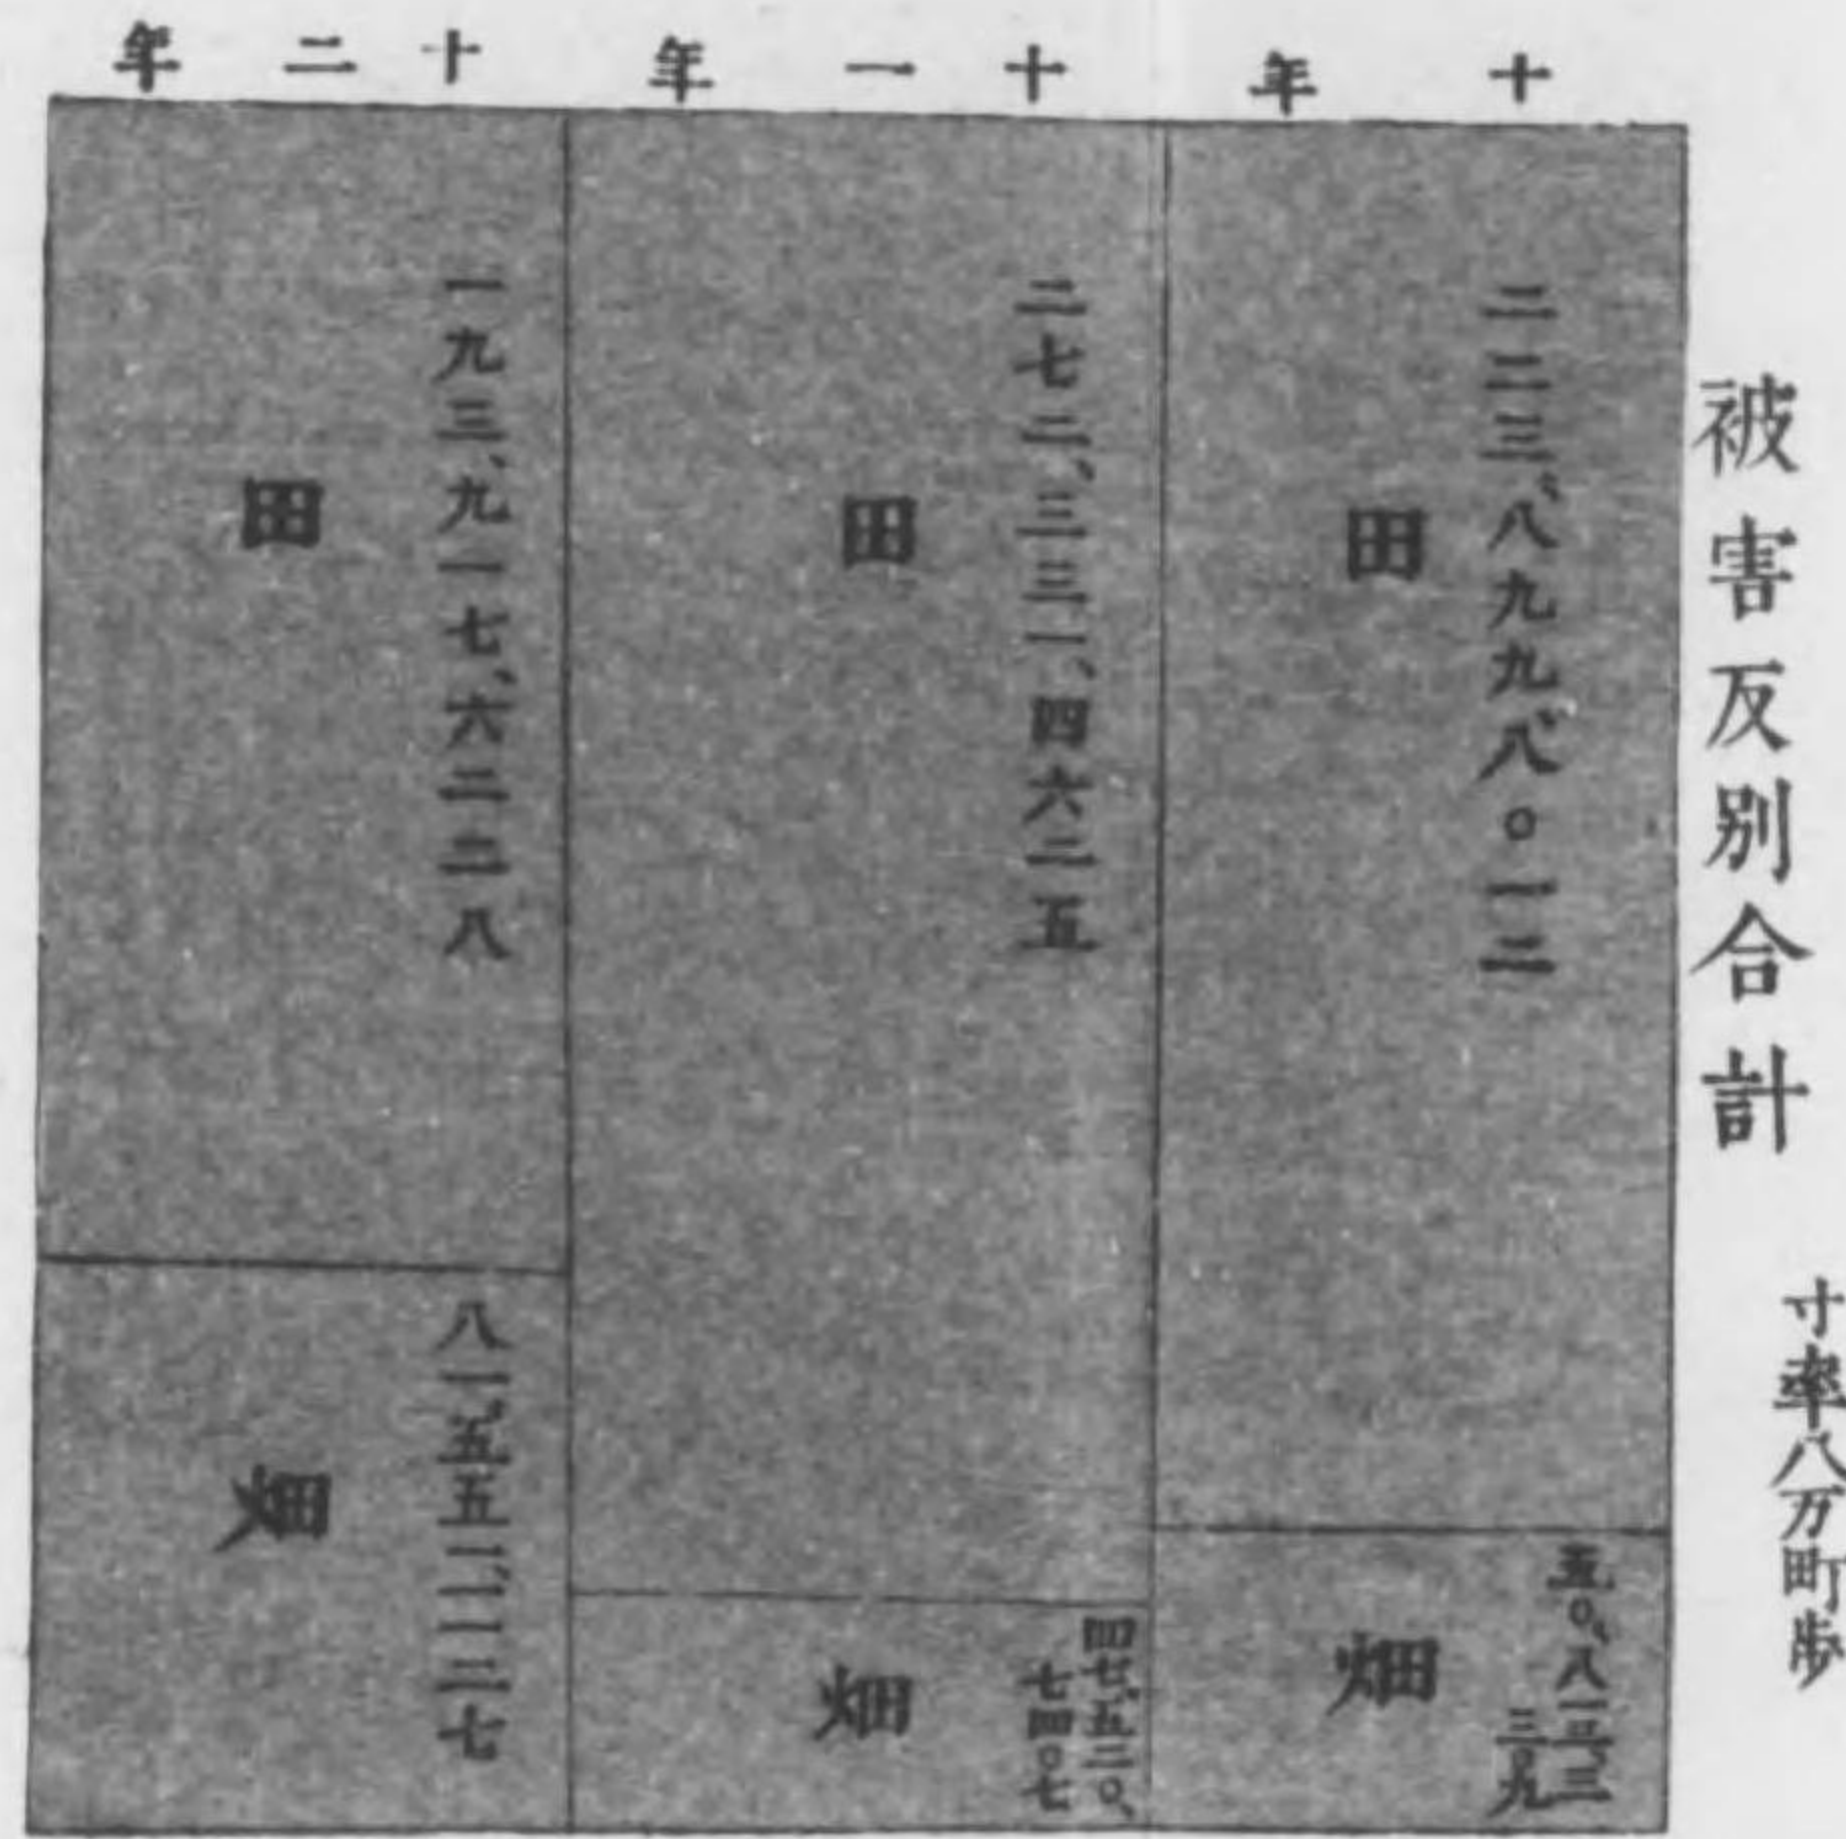 被害反別合計
寸率八万町歩
十年
二二三、八九九、八〇一二
田
五〇、八一三、三
三〇九
畑
十一年
二七二、三三一、四六二五
田
四七、五二〇、
七四〇七
畑
十二年
一九三、九一七、六二二八
田
八一、五五一、一三二七
畑